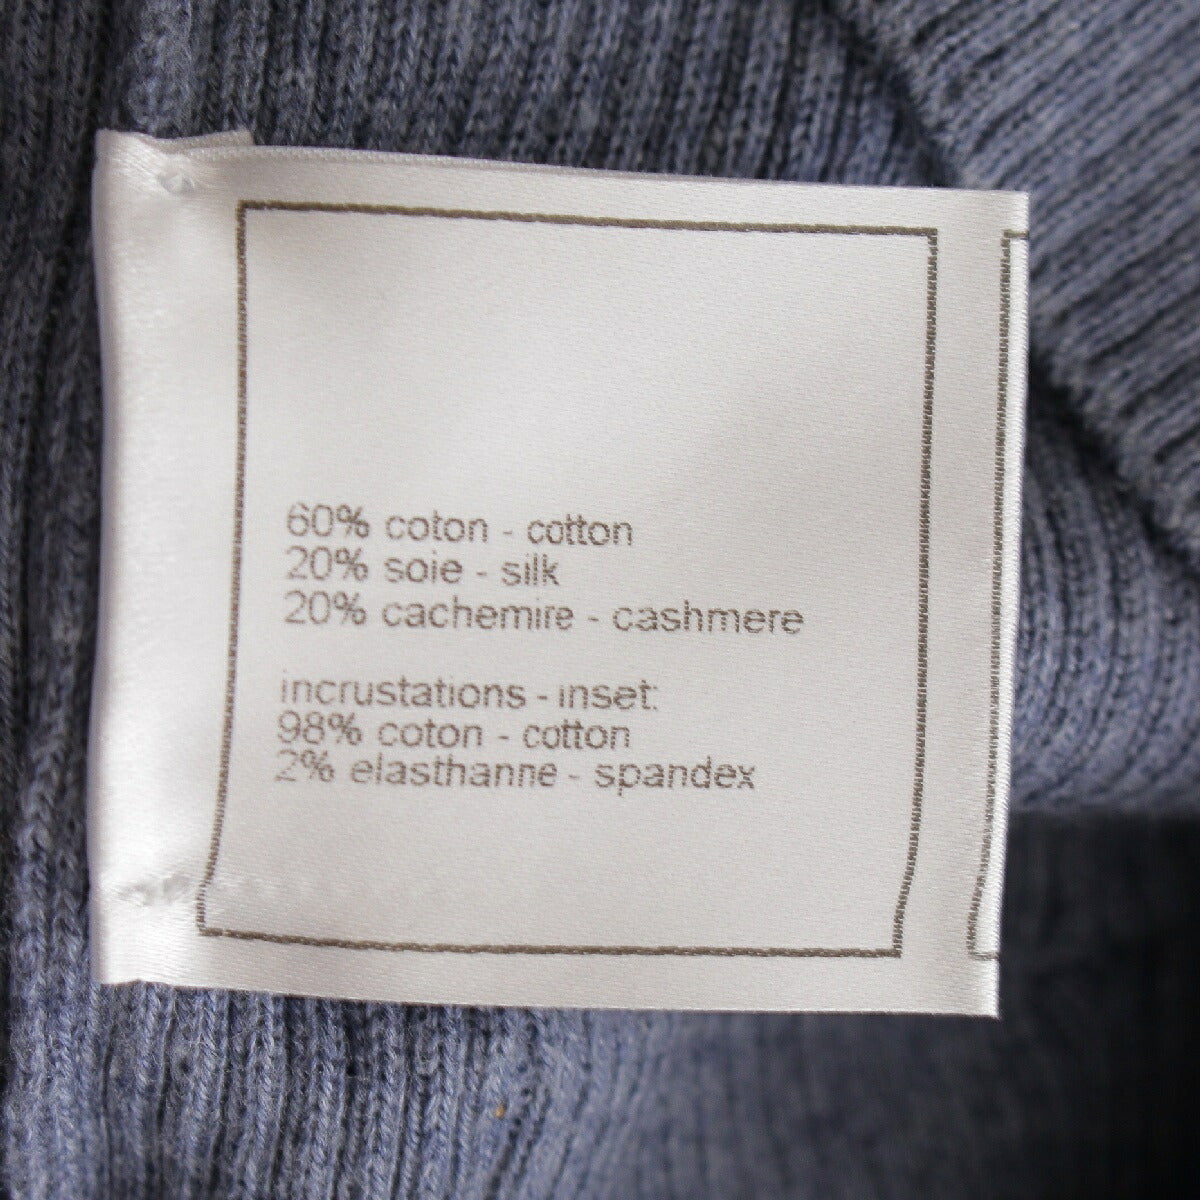 60% coton - cotton
20% soie - silk
20% cachemire - cashmere
incrustations - inset:
98% coton - cotton
2% elasthanne - spandex